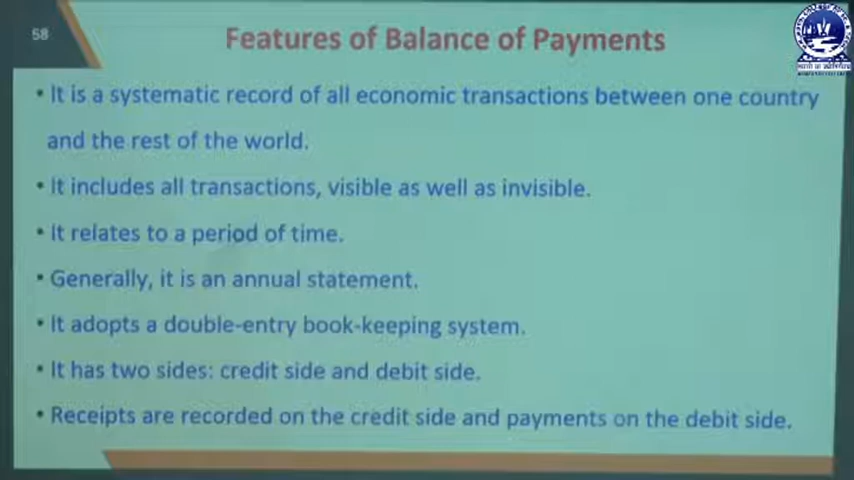 58
Features of Balance of Payments
• It is a systematic record of all economic transactions between one country
and the rest of the world.
• It includes all transactions, visible as well as invisible.
• It relates to a period of time.
• Generally, it is an annual statement.
• It adopts a double-entry book-keeping system.
• It has two sides: credit side and debit side.
• Receipts are recorded on the credit side and payments on the debit side.